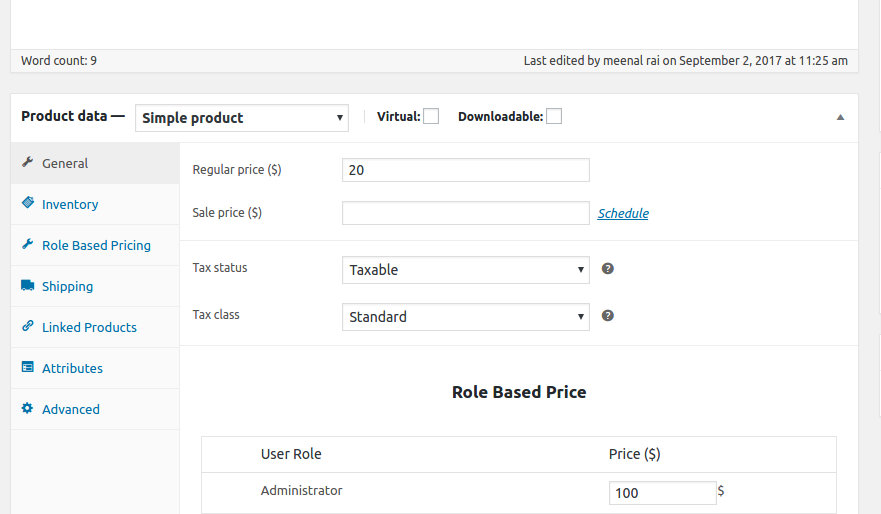 Word count: 9 Last edited by meenal rai on September 2, 2017 at 11:25 am
Product data — Simple product Virtual: Downloadable:
General
Inventory
Role Based Pricing
Shipping
Linked Products
Attributes
Advanced
Regular price ($) 20
Sale price ($) Schedule
Tax status Taxable ?
Tax class Standard ?
Role Based Price
User Role Price ($)
Administrator 100 $